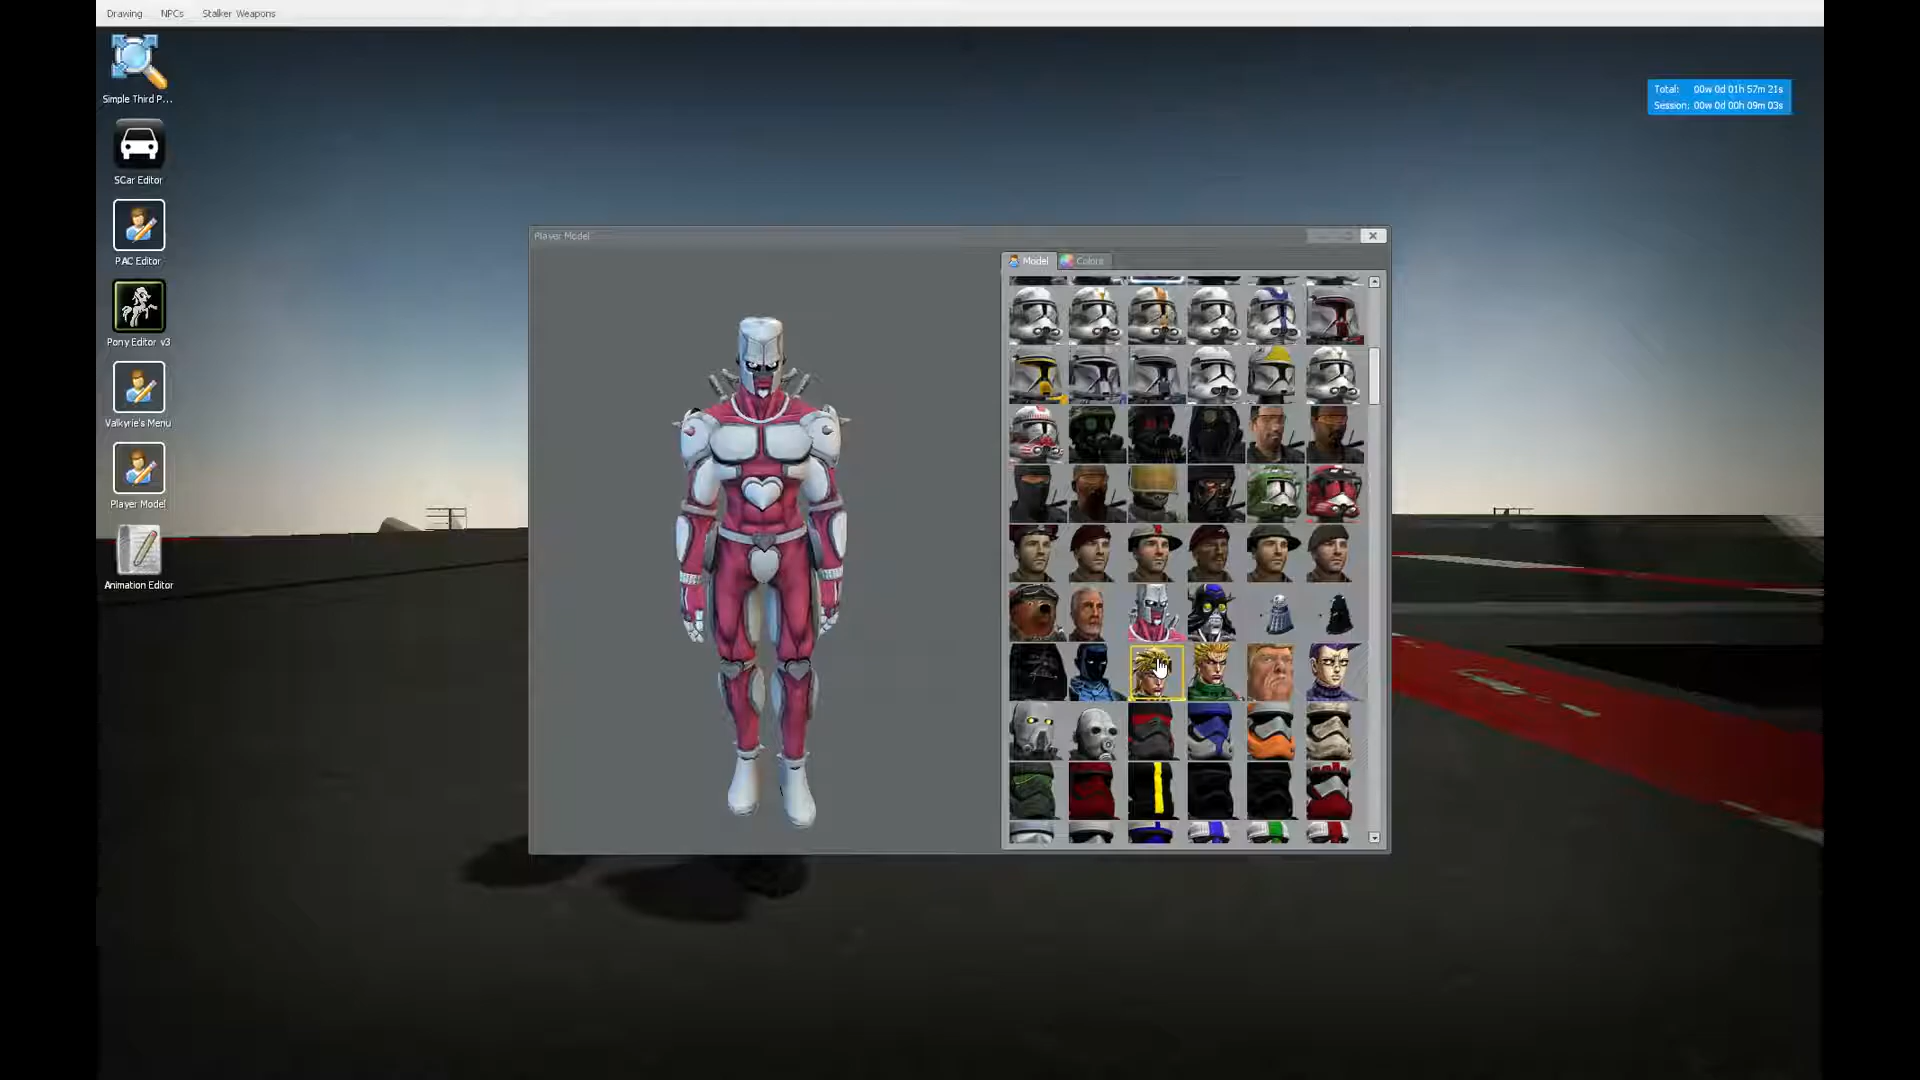 Drawing NPCs Stalker Weapons
Simple Third P...
SCar Editor
PAC Editor
Pony Editor v3
Valkyrie's Menu
Player Model
Animation Editor
Total: 00w 0d 01h 57m 21s
Session: 00w 0d 00h 09m 03s
Player Model
Model Colors